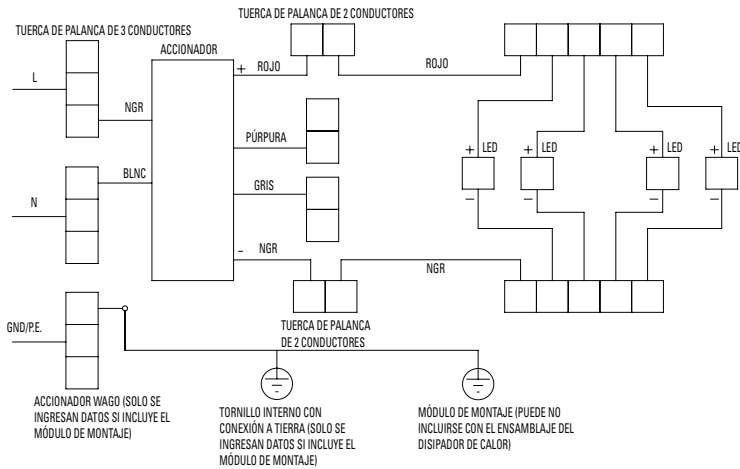 TUERCA DE PALANCA DE 2 CONDUCTORES
TUERCA DE PALANCA DE 3 CONDUCTORES
ACCIONADOR
L
NGR
+ ROJO
ROJO
PÚRPURA
BLNC
GRIS
N
- NGR
NGR
+ LED
-
+ LED
-
+ LED
-
+ LED
-
TUERCA DE PALANCA
DE 2 CONDUCTORES
GND/P.E.
ACCIONADOR WAGO (SOLO SE
INGRESAN DATOS SI INCLUYE EL
MÓDULO DE MONTAJE)
TORNILLO INTERNO CON
CONEXIÓN A TIERRA (SOLO SE
INGRESAN DATOS SI INCLUYE EL
MÓDULO DE MONTAJE)
MÓDULO DE MONTAJE (PUEDE NO
INCLUIRSE CON EL ENSAMBLAJE DEL
DISIPADOR DE CALOR)